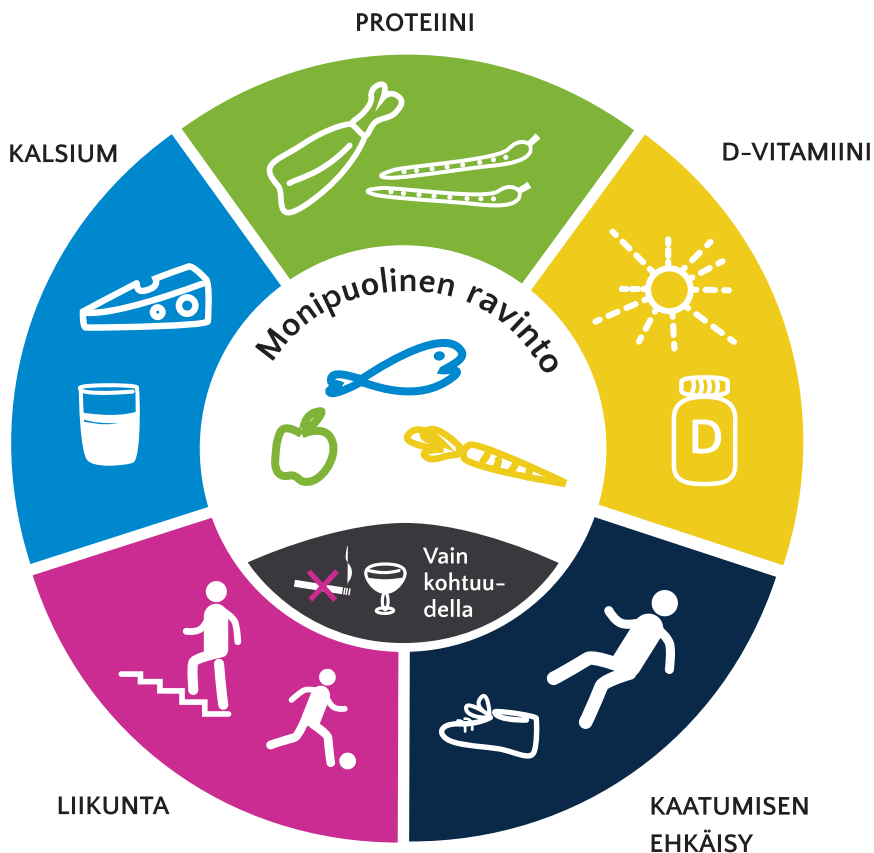 PROTEIINI
KALSIUM
D-VITAMIINI
Monipuolinen ravinto
D
Vain
kohtuu-
della
LIIKUNTA
KAATUMISEN
EHKÄISY